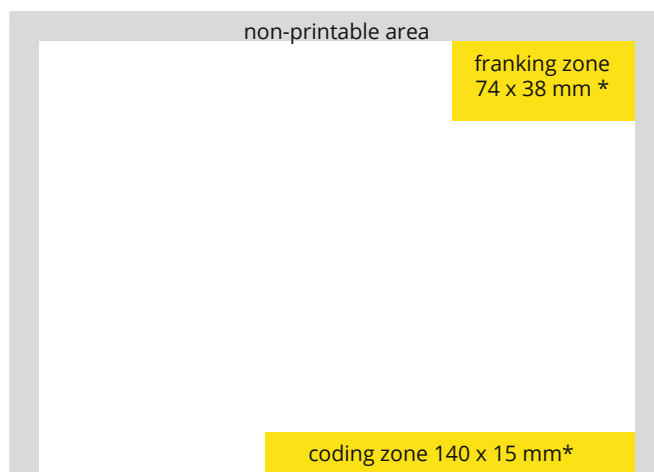 non-printable area
franking zone
74 x 38 mm *
coding zone 140 x 15 mm*